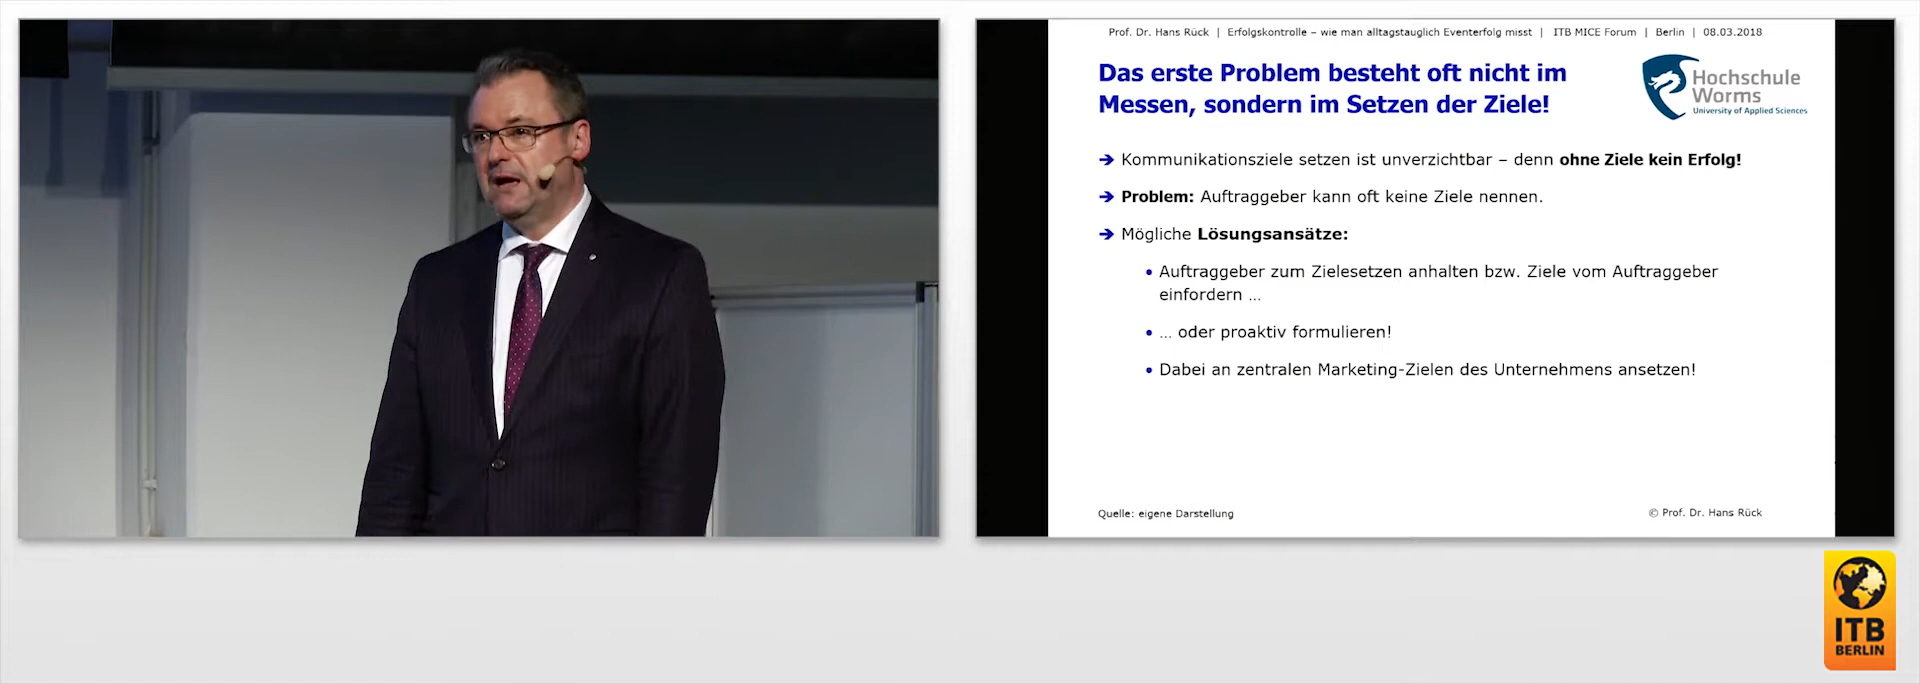 Prof. Dr. Hans Rück | Erfolgskontrolle – wie man alltagstauglich Eventerfolg misst | ITB MICE Forum | Berlin | 08.03.2018
Das erste Problem besteht oft nicht im
Messen, sondern im Setzen der Ziele!
Hochschule
Worms
University of Applied Sciences
➔ Kommunikationsziele setzen ist unverzichtbar – denn ohne Ziele kein Erfolg!
➔ Problem: Auftraggeber kann oft keine Ziele nennen.
➔ Mögliche Lösungsansätze:
• Auftraggeber zum Zielesetzen anhalten bzw. Ziele vom Auftraggeber
einfordern ...
• ... oder proaktiv formulieren!
• Dabei an zentralen Marketing-Zielen des Unternehmens ansetzen!
Quelle: eigene Darstellung
© Prof. Dr. Hans Rück
ITB
BERLIN